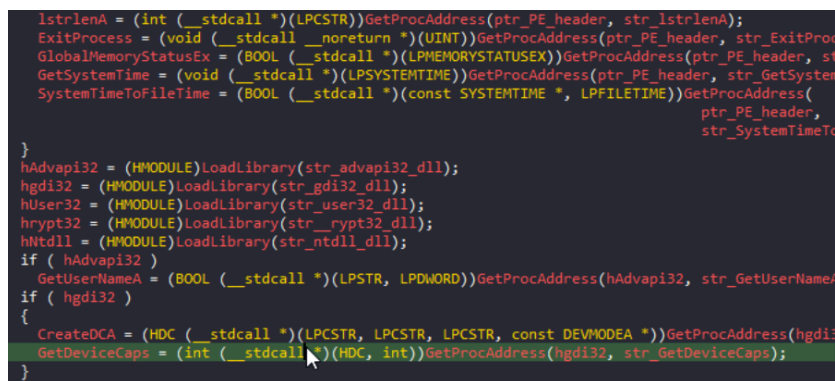 lstrlenA = (int (__stdcall *)(LPCSTR))GetProcAddress(ptr_PE_header, str_lstrlenA);
ExitProcess = (void (__stdcall __noreturn *)(UINT))GetProcAddress(ptr_PE_header, str_ExitProc
GlobalMemoryStatusEx = (BOOL (__stdcall *)(LPMEMORYSTATUSEX))GetProcAddress(ptr_PE_header, st
GetSystemTime = (void (__stdcall *)(LPSYSTEMTIME))GetProcAddress(ptr_PE_header, str_GetSystem
SystemTimeToFileTime = (BOOL (__stdcall *)(const SYSTEMTIME *, LPFILETIME))GetProcAddress(
ptr_PE_header,
str_SystemTimeTo
}
hAdvapi32 = (HMODULE)LoadLibrary(str_advapi32_dll);
hgdi32 = (HMODULE)LoadLibrary(str_gdi32_dll);
hUser32 = (HMODULE)LoadLibrary(str_user32_dll);
hrypt32 = (HMODULE)LoadLibrary(str__rypt32_dll);
hNtdll = (HMODULE)LoadLibrary(str_ntdll_dll);
if ( hAdvapi32 )
GetUserNameA = (BOOL (__stdcall *)(LPSTR, LPDWORD))GetProcAddress(hAdvapi32, str_GetUserNameA
if ( hgdi32 )
{
CreateDCA = (HDC (__stdcall *)(LPCSTR, LPCSTR, LPCSTR, const DEVMODEA *))GetProcAddress(hgdi3
GetDeviceCaps = (int (__stdcall *)(HDC, int))GetProcAddress(hgdi32, str_GetDeviceCaps);
}